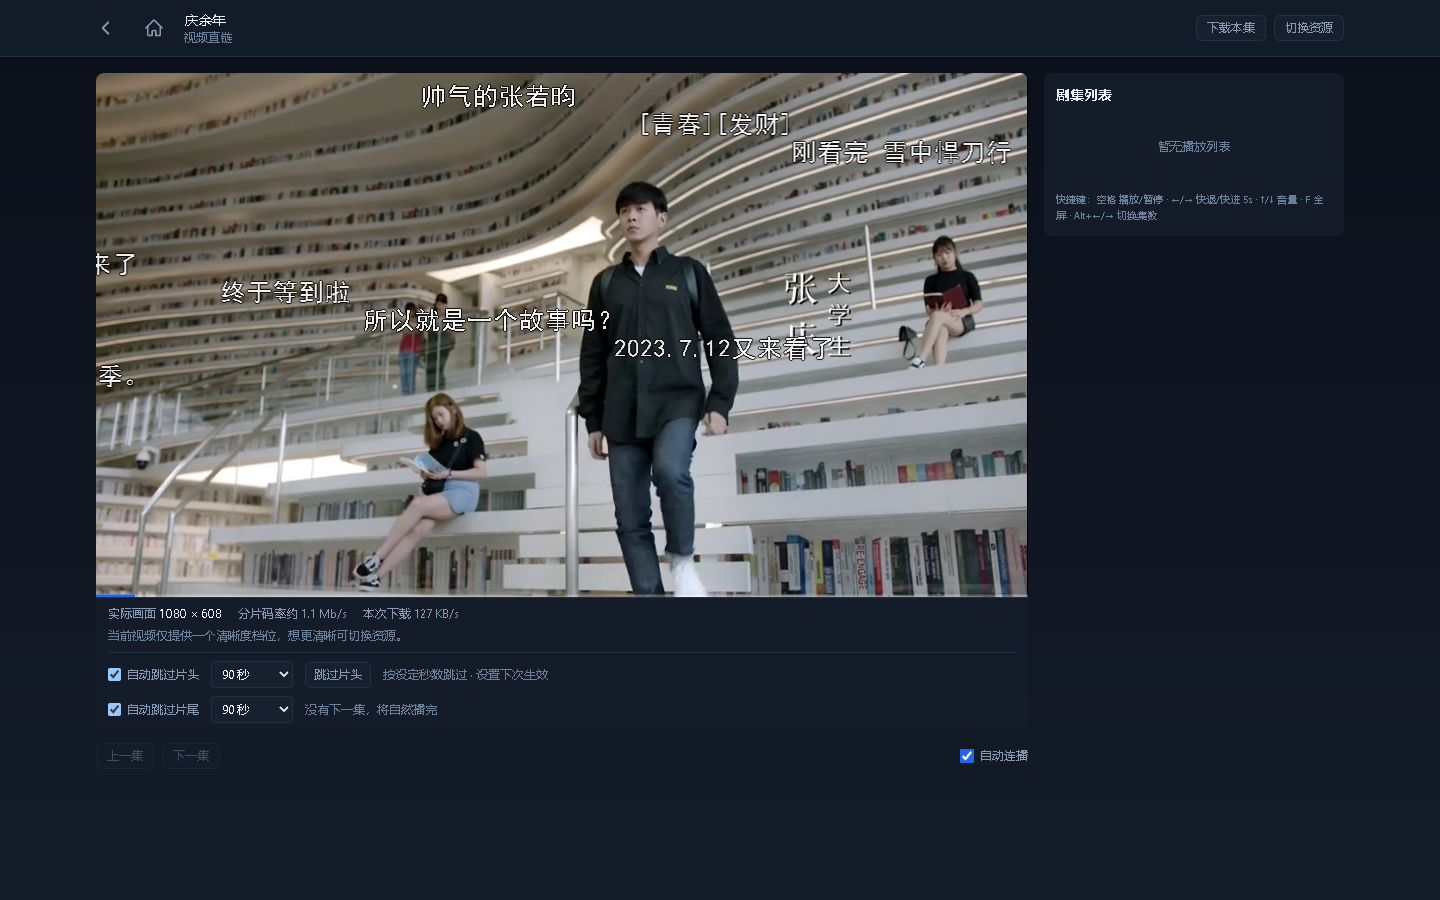 庆余年
视频直链
下载本集
切换资源
帅气的张若昀
[青春][发财]
刚看完 雪中悍刀行
来了
终于等到啦
所以就是一个故事吗?
2023.7.12又来看了
季。
张
大学生
剧集列表
暂无播放列表
快捷键：空格 播放/暂停 · ←/→ 快退/快进 5s · ↑/↓ 音量 · F 全
屏 · Alt+←/→ 切换集数
实际画面 1080 × 608 分片码率约 1.1 Mb/s 本次下载 127 KB/s
当前视频仅提供一个清晰度档位，想更清晰可切换资源。
自动跳过片头 90 秒 跳过片头 按设定秒数跳过 · 设置下次生效
自动跳过片尾 90 秒 没有下一集，将自然播完
上一集 下一集
自动连播